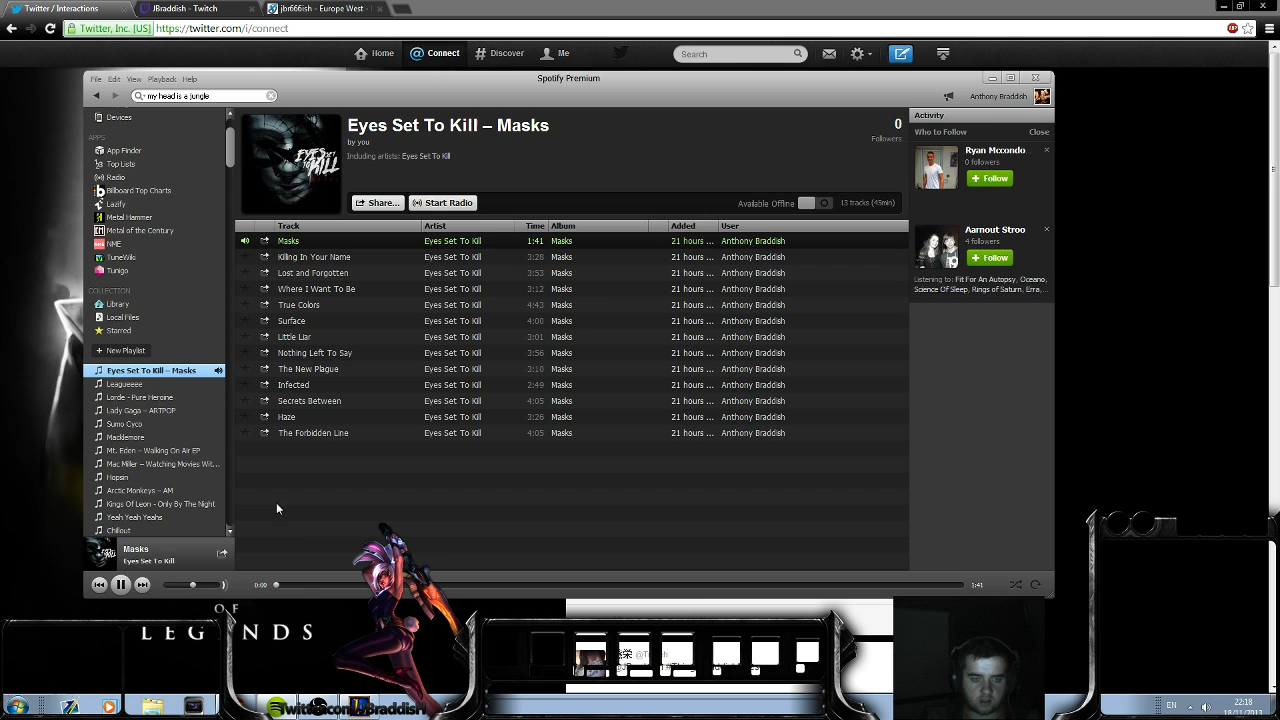 Twitter / Interactions
JBraddish - Twitch
jbr666ish - Europe West -
Twitter, Inc. [US]
https://twitter.com/i/connect
Home
Connect
Discover
Me
Search
Spotify Premium
File Edit View Playback Help
my head is a jungle
Anthony Braddish
Devices
APPS
App Finder
Top Lists
Radio
Billboard Top Charts
Lazify
Metal Hammer
Metal of the Century
NME
TuneWiki
Tunigo
COLLECTION
Library
Local Files
Starred
New Playlist
Eyes Set To Kill – Masks
Leagueeee
Lorde - Pure Heroine
Lady Gaga – ARTPOP
Sumo Cyco
Macklemore
Mt. Eden – Walking On Air EP
Mac Miller – Watching Movies Wit...
Hopsin
Arctic Monkeys – AM
Kings Of Leon - Only By The Night
Yeah Yeah Yeahs
Chillout
Masks
Eyes Set To Kill
EYES SET TO KILL
Eyes Set To Kill – Masks
by you
Including artists: Eyes Set To Kill
0
Followers
Share...
Start Radio
Available Offline
13 tracks (45min)
Track Artist Time Album Added User
Masks Eyes Set To Kill 1:41 Masks 21 hours ... Anthony Braddish
Killing In Your Name Eyes Set To Kill 3:28 Masks 21 hours ... Anthony Braddish
Lost and Forgotten Eyes Set To Kill 3:53 Masks 21 hours ... Anthony Braddish
Where I Want To Be Eyes Set To Kill 3:12 Masks 21 hours ... Anthony Braddish
True Colors Eyes Set To Kill 4:43 Masks 21 hours ... Anthony Braddish
Surface Eyes Set To Kill 4:00 Masks 21 hours ... Anthony Braddish
Little Liar Eyes Set To Kill 3:01 Masks 21 hours ... Anthony Braddish
Nothing Left To Say Eyes Set To Kill 3:56 Masks 21 hours ... Anthony Braddish
The New Plague Eyes Set To Kill 3:10 Masks 21 hours ... Anthony Braddish
Infected Eyes Set To Kill 2:49 Masks 21 hours ... Anthony Braddish
Secrets Between Eyes Set To Kill 4:05 Masks 21 hours ... Anthony Braddish
Haze Eyes Set To Kill 3:26 Masks 21 hours ... Anthony Braddish
The Forbidden Line Eyes Set To Kill 4:05 Masks 21 hours ... Anthony Braddish
Activity
Who to Follow Close
Ryan Mcxondo...
0 followers
Follow
Aarnout Stroo
4 followers
Follow
Listening to: Fit For An Autopsy, Oceano,
Science Of Sleep, Rings of Saturn, Erra,...
0:00
1:41
OF
LEGENDS
Twitter.com/JBraddish
EN
22:18
18/11/2013